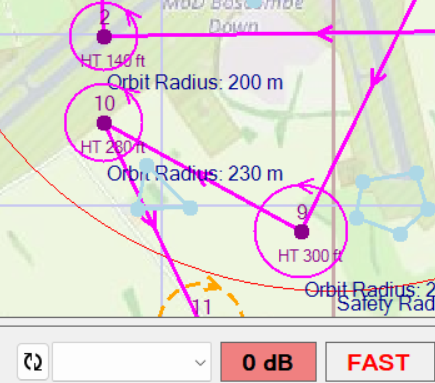 MoD Boscombe
Down
2
HT 140 ft
Orbit Radius: 200 m
10
HT 280 ft
Orbit Radius: 230 m
9
HT 300 ft
Orbit Radius: 2
Safety Rad
11
0 dB
FAST